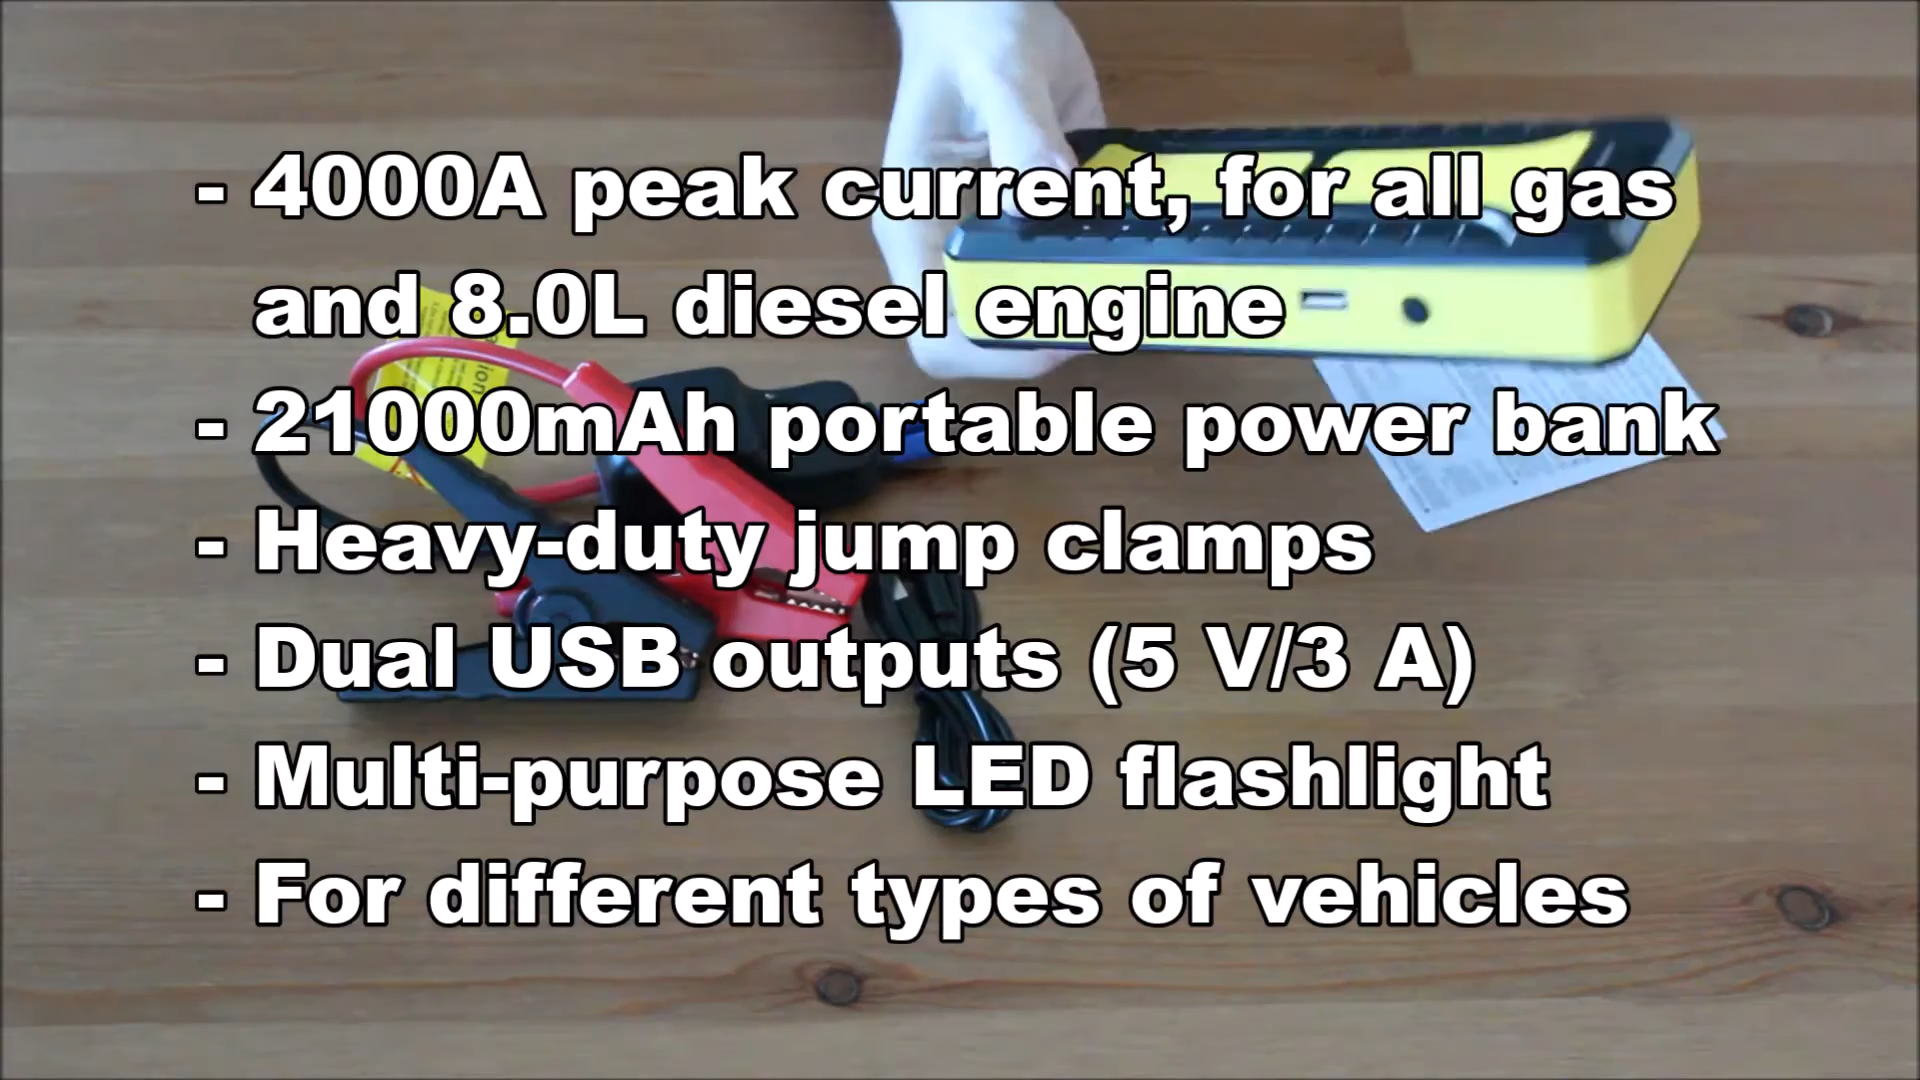 - 4000A peak current, for all gas
and 8.0L diesel engine
- 21000mAh portable power bank
- Heavy-duty jump clamps
- Dual USB outputs (5 V/3 A)
- Multi-purpose LED flashlight
- For different types of vehicles